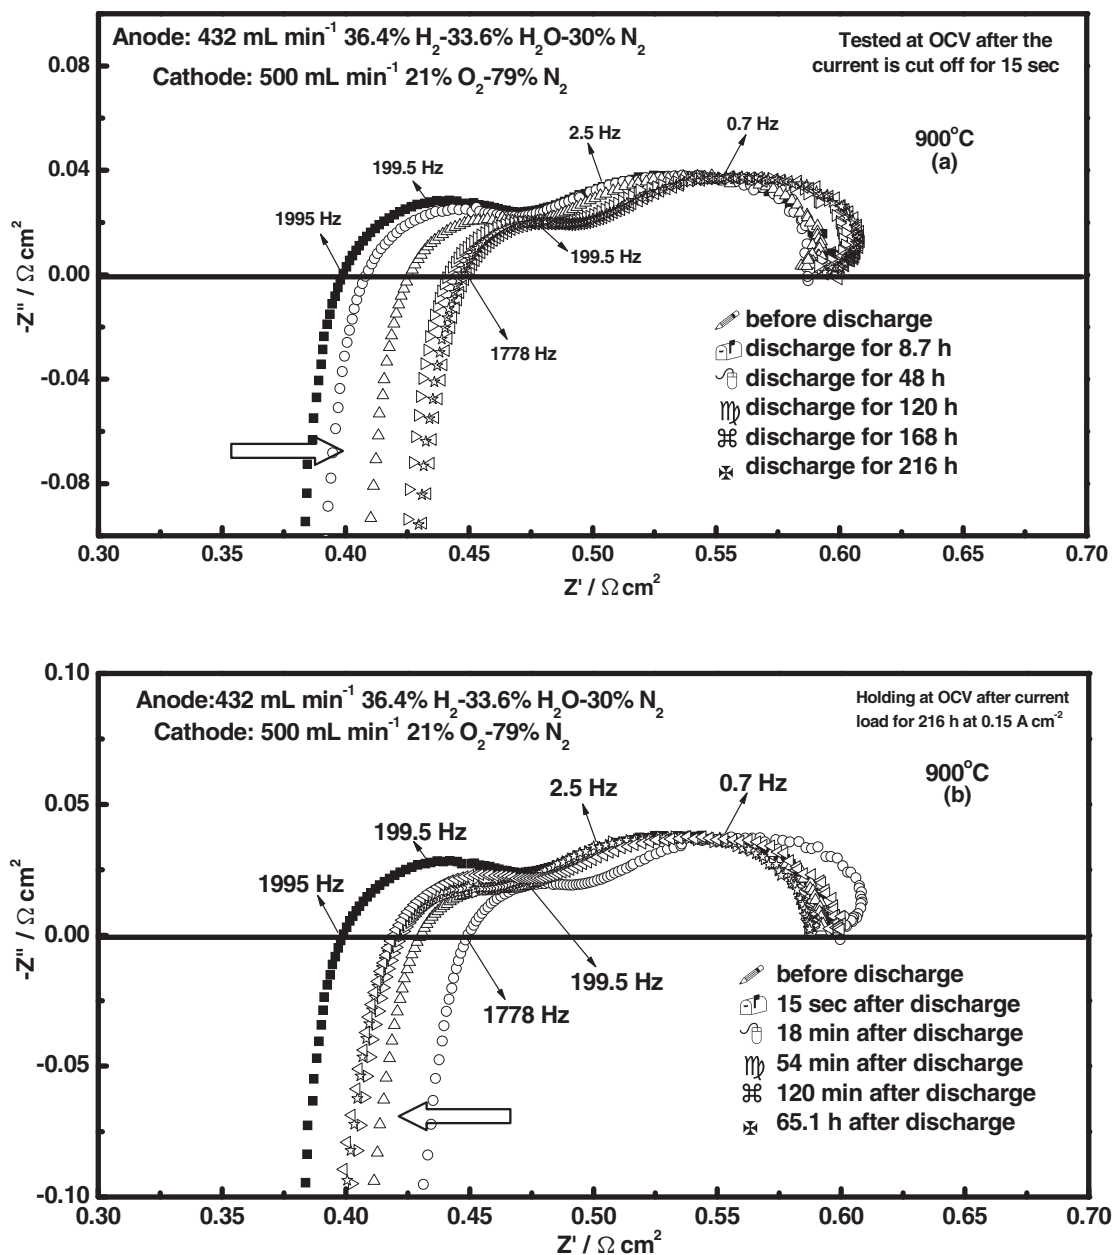 Anode: 432 mL min⁻¹ 36.4% H₂-33.6% H₂O-30% N₂
Cathode: 500 mL min⁻¹ 21% O₂-79% N₂
Tested at OCV after the
current is cut off for 15 sec
900°C
(a)
0.08
0.04
0.00
-0.04
-0.08
-Z" / Ω cm²
1995 Hz
199.5 Hz
2.5 Hz
0.7 Hz
199.5 Hz
1778 Hz
before discharge
discharge for 8.7 h
discharge for 48 h
discharge for 120 h
discharge for 168 h
discharge for 216 h
0.30 0.35 0.40 0.45 0.50 0.55 0.60 0.65 0.70
Z' / Ω cm²
Anode:432 mL min⁻¹ 36.4% H₂-33.6% H₂O-30% N₂
Cathode: 500 mL min⁻¹ 21% O₂-79% N₂
Holding at OCV after current
load for 216 h at 0.15 A cm⁻²
900°C
(b)
0.10
0.05
0.00
-0.05
-0.10
-Z" / Ω cm²
1995 Hz
199.5 Hz
2.5 Hz
0.7 Hz
199.5 Hz
1778 Hz
before discharge
15 sec after discharge
18 min after discharge
54 min after discharge
120 min after discharge
65.1 h after discharge
0.30 0.35 0.40 0.45 0.50 0.55 0.60 0.65 0.70
Z' / Ω cm²